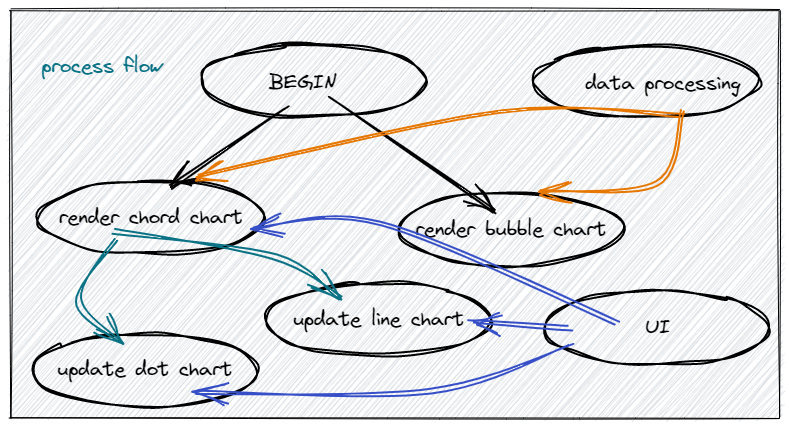 process flow
BEGIN
data processing
render chord chart
render bubble chart
update line chart
UI
update dot chart